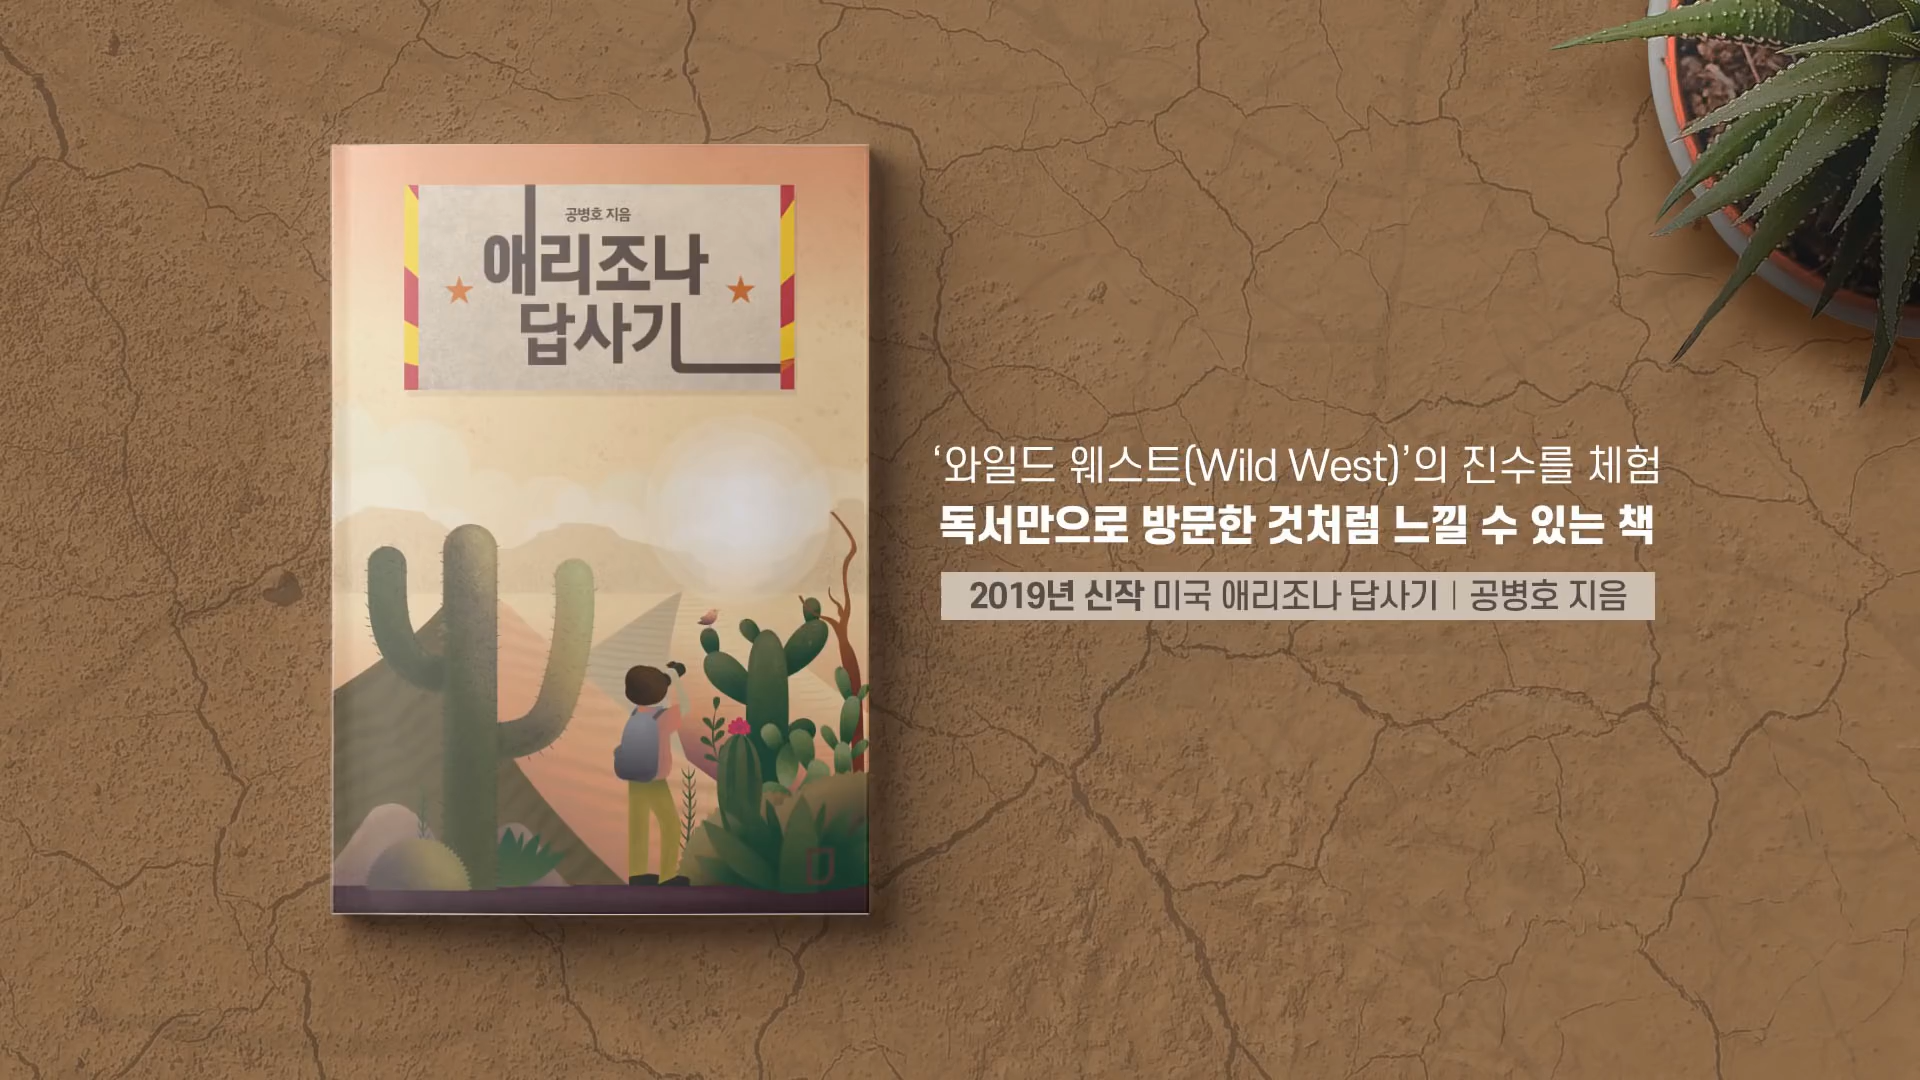 공병호 지음
애리조나
답사기
‘와일드 웨스트(Wild West)’의 진수를 체험
독서만으로 방문한 것처럼 느낄 수 있는 책
2019년 신작 미국 애리조나 답사기 | 공병호 지음